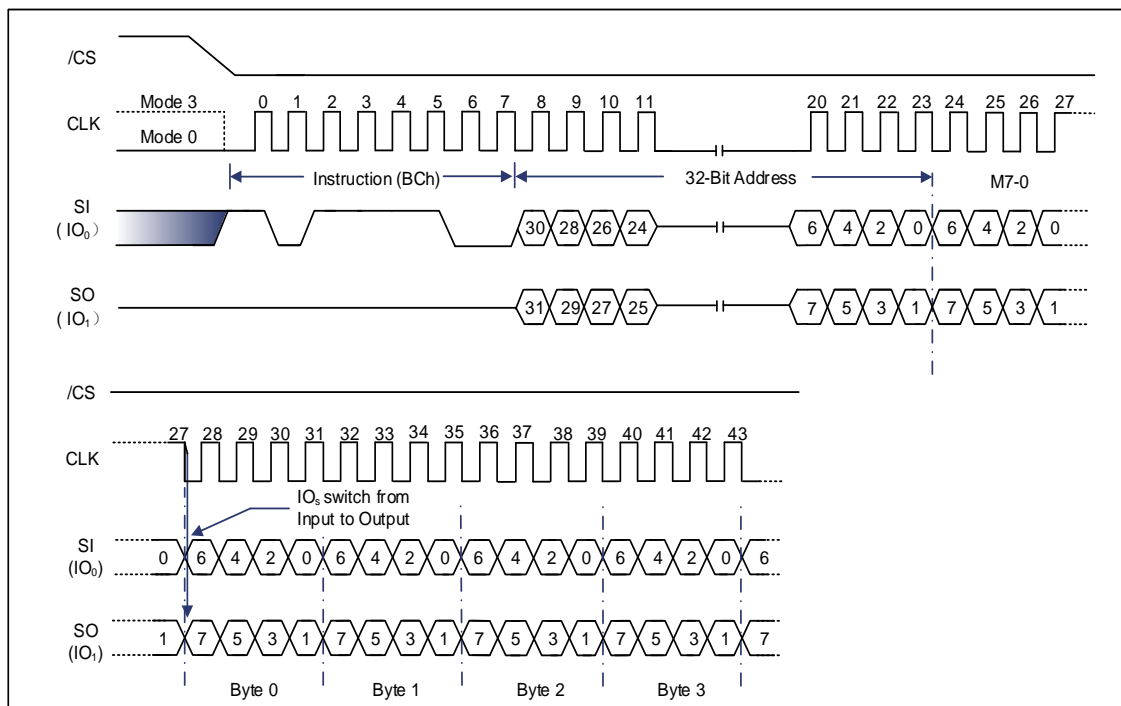 /CS
Mode 3
0 1 2 3 4 5 6 7 8 9 10 11 20 21 22 23 24 25 26 27
CLK
Mode 0
Instruction (BCh) 32-Bit Address M7-0
SI
( IO0)
30 28 26 24 6 4 2 0 6 4 2 0
SO
( IO1)
31 29 27 25 7 5 3 1 7 5 3 1
/CS
27 28 29 30 31 32 33 34 35 36 37 38 39 40 41 42 43
CLK
IOs switch from
Input to Output
SI
(IO0)
0 6 4 2 0 6 4 2 0 6 4 2 0 6 4 2 0 6
SO
(IO1)
1 7 5 3 1 7 5 3 1 7 5 3 1 7 5 3 1 7
Byte 0 Byte 1 Byte 2 Byte 3